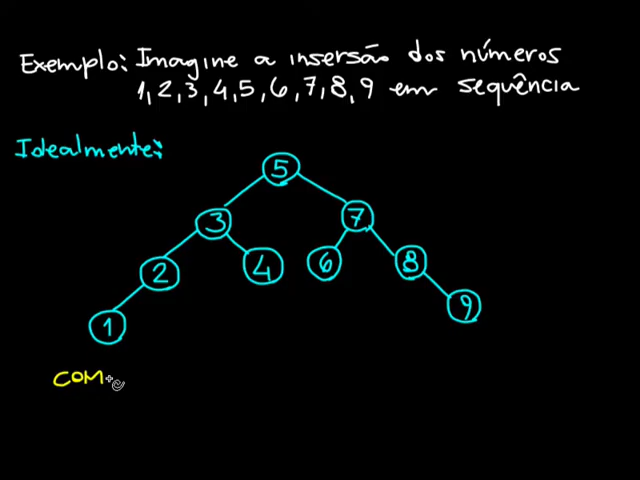 Exemplo: Imagine a insersão dos números
1, 2, 3, 4, 5, 6, 7, 8, 9 em sequência
Idealmente:
5
3 7
2 4 6 8
1 9
COM